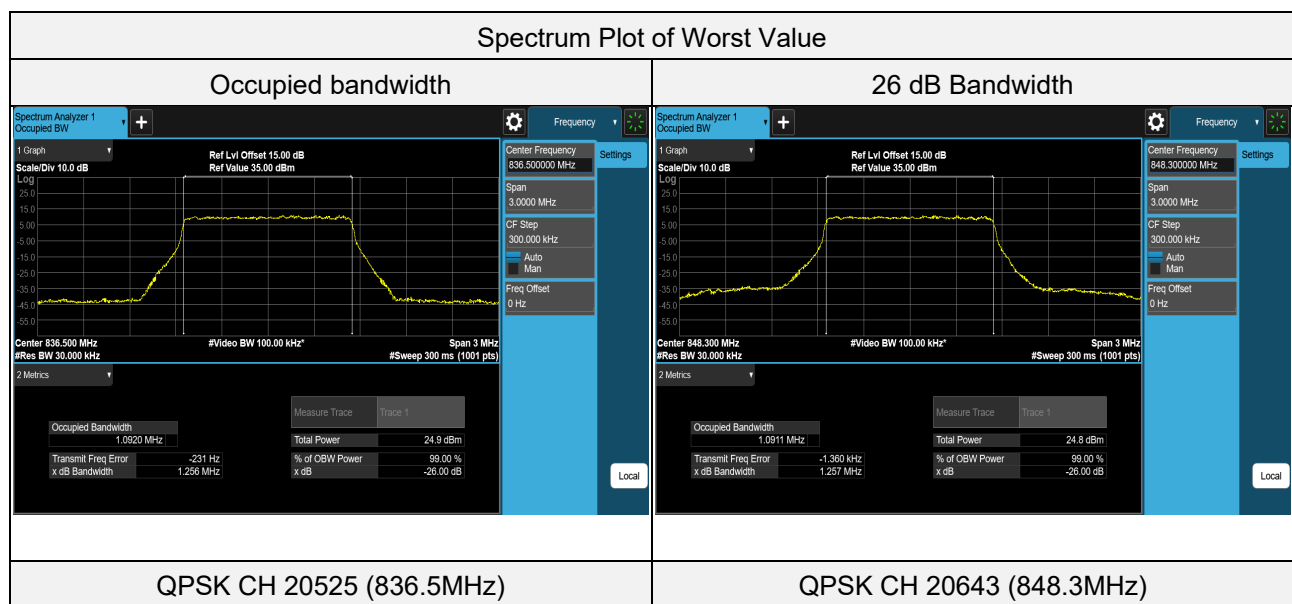 Spectrum Plot of Worst Value
Occupied bandwidth
26 dB Bandwidth
Spectrum Analyzer 1
Occupied BW
+
Frequency
1 Graph
Scale/Div 10.0 dB
Ref Lvl Offset 15.00 dB
Ref Value 35.00 dBm
Log
25.0
15.0
5.00
-5.00
-15.0
-25.0
-35.0
-45.0
-55.0
Center 836.500 MHz
#Video BW 100.00 kHz*
Span 3 MHz
#Res BW 30.000 kHz
#Sweep 300 ms (1001 pts)
Center Frequency
836.500000 MHz
Settings
Span
3.0000 MHz
CF Step
300.000 kHz
Auto
Man
Freq Offset
0 Hz
2 Metrics
Measure Trace
Trace 1
Occupied Bandwidth
1.0920 MHz
Total Power
24.9 dBm
Transmit Freq Error
-231 Hz
% of OBW Power
99.00 %
x dB Bandwidth
1.256 MHz
x dB
-26.00 dB
Local
Spectrum Analyzer 1
Occupied BW
+
Frequency
1 Graph
Scale/Div 10.0 dB
Ref Lvl Offset 15.00 dB
Ref Value 35.00 dBm
Log
25.0
15.0
5.00
-5.00
-15.0
-25.0
-35.0
-45.0
-55.0
Center 848.300 MHz
#Video BW 100.00 kHz*
Span 3 MHz
#Res BW 30.000 kHz
#Sweep 300 ms (1001 pts)
Center Frequency
848.300000 MHz
Settings
Span
3.0000 MHz
CF Step
300.000 kHz
Auto
Man
Freq Offset
0 Hz
2 Metrics
Measure Trace
Trace 1
Occupied Bandwidth
1.0911 MHz
Total Power
24.8 dBm
Transmit Freq Error
-1.360 kHz
% of OBW Power
99.00 %
x dB Bandwidth
1.257 MHz
x dB
-26.00 dB
Local
QPSK CH 20525 (836.5MHz)
QPSK CH 20643 (848.3MHz)